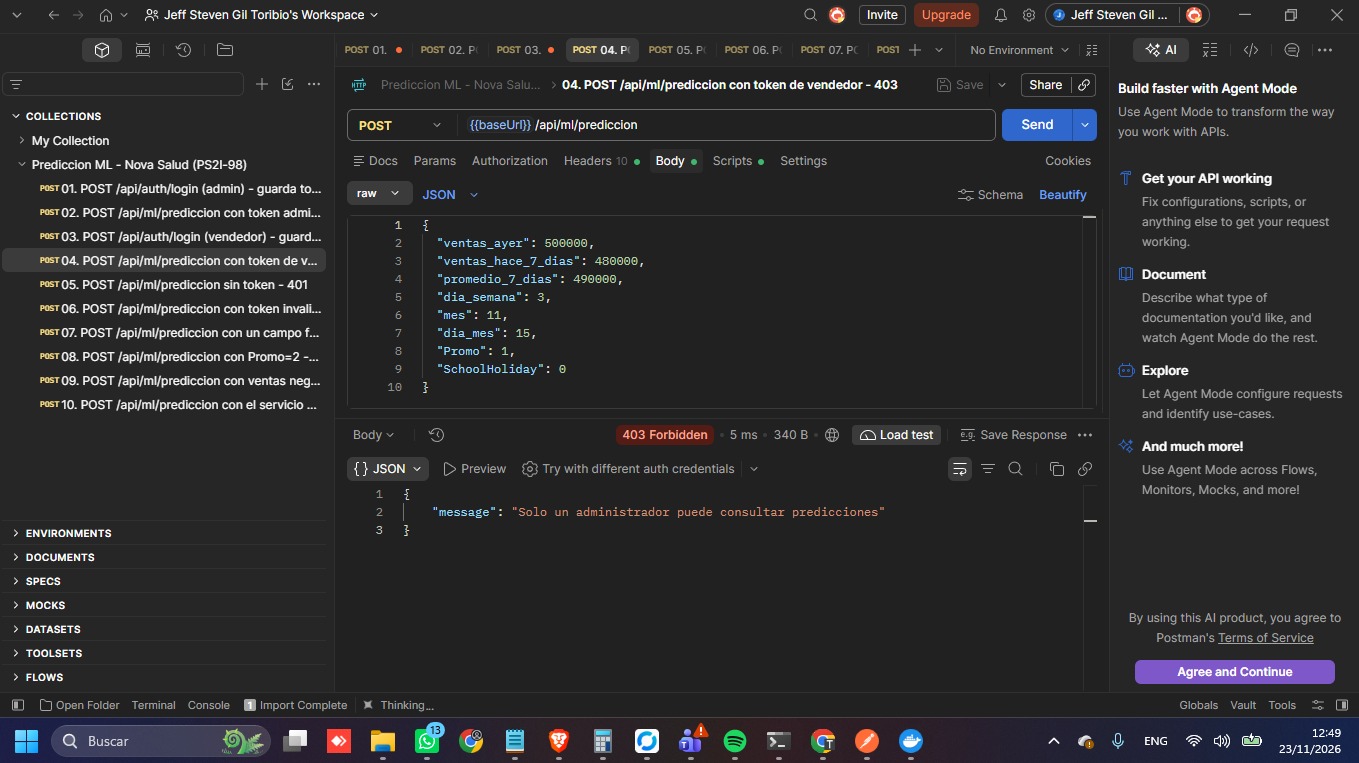 Jeff Steven Gil Toribio's Workspace
Invite
Upgrade
Jeff Steven Gil ...
POST 01.
POST 02. P
POST 03.
POST 04. P
POST 05. P
POST 06. P
POST 07. P
POST
No Environment
AI
HTTP
Prediccion ML - Nova Salu... > 04. POST /api/ml/prediccion con token de vendedor - 403
Save
Share
POST
{{baseUrl}} /api/ml/prediccion
Send
Docs
Params
Authorization
Headers 10
Body
Scripts
Settings
Cookies
raw
JSON
Schema
Beautify
1 {
2 "ventas_ayer": 500000,
3 "ventas_hace_7_dias": 480000,
4 "promedio_7_dias": 490000,
5 "dia_semana": 3,
6 "mes": 11,
7 "dia_mes": 15,
8 "Promo": 1,
9 "SchoolHoliday": 0
10 }
Body
403 Forbidden
5 ms
340 B
Load test
e.g. Save Response
{} JSON
Preview
Try with different auth credentials
1 {
2 "message": "Solo un administrador puede consultar predicciones"
3 }
COLLECTIONS
My Collection
Prediccion ML - Nova Salud (PS2I-98)
POST 01. POST /api/auth/login (admin) - guarda to...
POST 02. POST /api/ml/prediccion con token admi...
POST 03. POST /api/auth/login (vendedor) - guard...
POST 04. POST /api/ml/prediccion con token de v...
POST 05. POST /api/ml/prediccion sin token - 401
POST 06. POST /api/ml/prediccion con token invali...
POST 07. POST /api/ml/prediccion con un campo f...
POST 08. POST /api/ml/prediccion con Promo=2 -...
POST 09. POST /api/ml/prediccion con ventas neg...
POST 10. POST /api/ml/prediccion con el servicio ...
ENVIRONMENTS
DOCUMENTS
SPECS
MOCKS
DATASETS
TOOLSETS
FLOWS
Build faster with Agent Mode
Use Agent Mode to transform the way
you work with APIs.
Get your API working
Fix configurations, scripts, or
anything else to get your request
working.
Document
Describe what type of
documentation you'd like, and
watch Agent Mode do the rest.
Explore
Let Agent Mode configure requests
and identify use-cases.
And much more!
Use Agent Mode across Flows,
Monitors, Mocks, and more!
By using this AI product, you agree to
Postman's Terms of Service
Agree and Continue
Open Folder
Terminal
Console
1 Import Complete
Thinking...
Globals
Vault
Tools
Buscar
13
ENG
12:49
23/11/2026